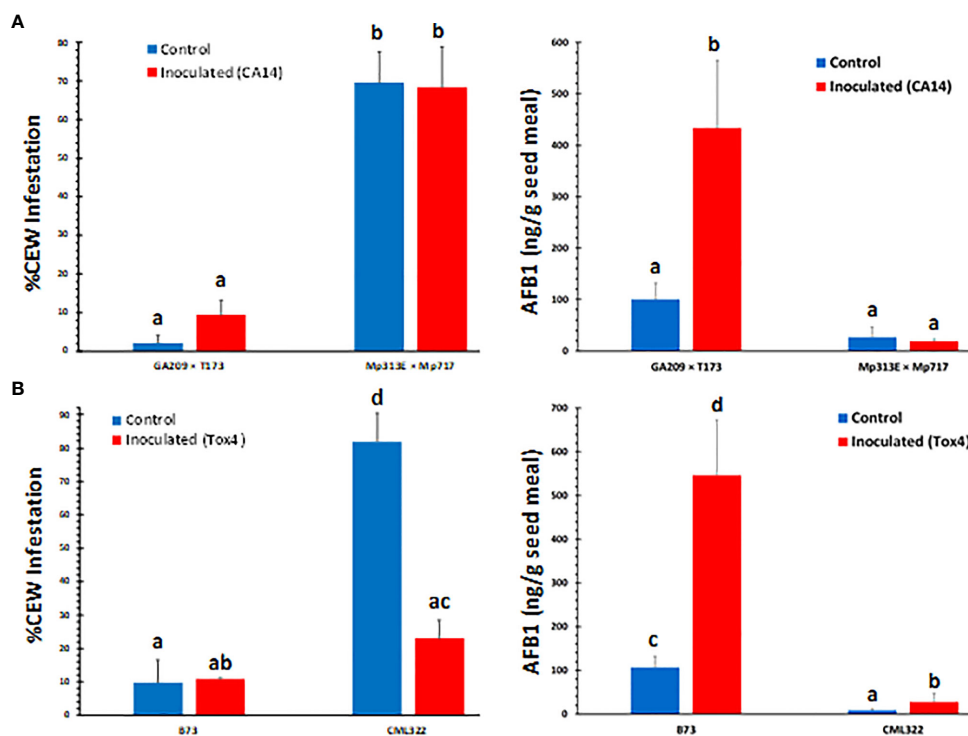 A
%CEW Infestation
90
80
70
60
50
40
30
20
10
0
Control
Inoculated (CA14)
a
a
b
b
GA209 × T173
Mp313E × Mp717
AFB1 (ng/g seed meal)
600
500
400
300
200
100
0
Control
Inoculated (CA14)
a
b
a
a
GA209 × T173
Mp313E × Mp717
B
%CEW Infestation
90
80
70
60
50
40
30
20
10
0
Control
Inoculated (Tox4)
a
ab
d
ac
B73
CML322
AFB1 (ng/g seed meal)
700
600
500
400
300
200
100
0
Control
Inoculated (Tox4)
c
d
a
b
B73
CML322